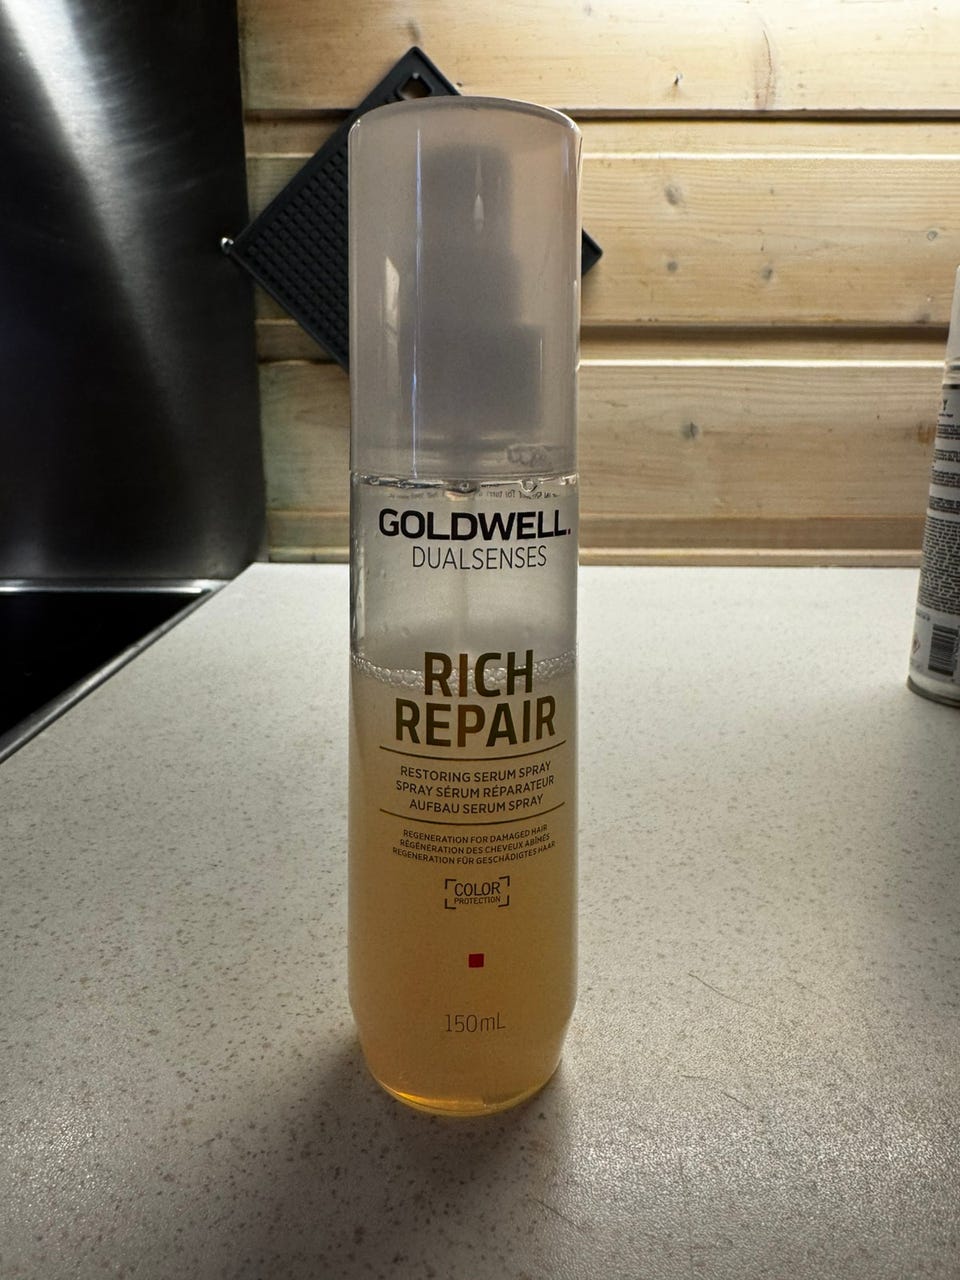 GOLDWELL.
DUALSENSES
RICH
REPAIR
RESTORING SERUM SPRAY
SPRAY SÉRUM RÉPARATEUR
AUFBAU SERUM SPRAY
REGENERATION FOR DAMAGED HAIR
RÉGÉNÉRATION DES CHEVEUX ABÎMÉS
REGENERATION FÜR GESCHÄDIGTES HAAR
COLOR
PROTECTION
150mL